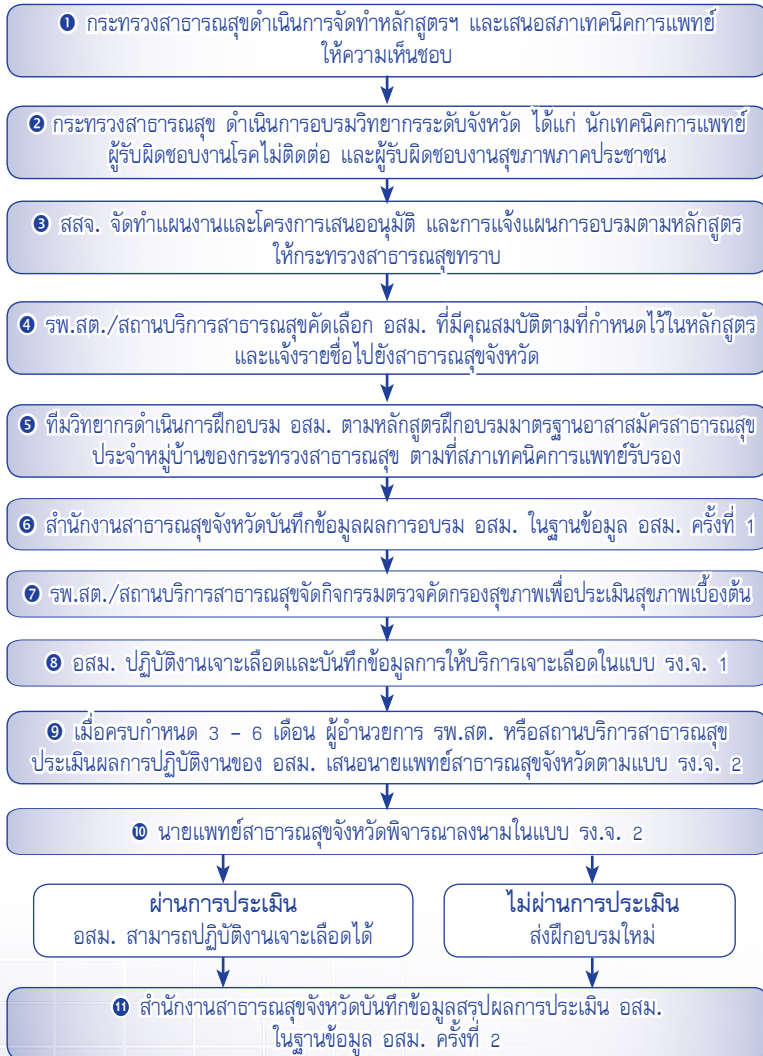 ❶ กระทรวงสาธารณสุขดำเนินการจัดทำหลักสูตรฯ และเสนอสภาเทคนิคการแพทย์
ให้ความเห็นชอบ
❷ กระทรวงสาธารณสุข ดำเนินการอบรมวิทยากรระดับจังหวัด ได้แก่ นักเทคนิคการแพทย์
ผู้รับผิดชอบงานโรคไม่ติดต่อ และผู้รับผิดชอบงานสุขภาพภาคประชาชน
❸ สสจ. จัดทำแผนงานและโครงการเสนออนุมัติ และการแจ้งแผนการอบรมตามหลักสูตร
ให้กระทรวงสาธารณสุขทราบ
❹ รพ.สต./สถานบริการสาธารณสุขคัดเลือก อสม. ที่มีคุณสมบัติตามที่กำหนดไว้ในหลักสูตร
และแจ้งรายชื่อไปยังสาธารณสุขจังหวัด
❺ ทีมวิทยากรดำเนินการฝึกอบรม อสม. ตามหลักสูตรฝึกอบรมมาตรฐานอาสาสมัครสาธารณสุข
ประจำหมู่บ้านของกระทรวงสาธารณสุข ตามที่สภาเทคนิคการแพทย์รับรอง
❻ สำนักงานสาธารณสุขจังหวัดบันทึกข้อมูลผลการอบรม อสม. ในฐานข้อมูล อสม. ครั้งที่ 1
❼ รพ.สต./สถานบริการสาธารณสุขจัดกิจกรรมตรวจคัดกรองสุขภาพเพื่อประเมินสุขภาพเบื้องต้น
❽ อสม. ปฏิบัติงานเจาะเลือดและบันทึกข้อมูลการให้บริการเจาะเลือดในแบบ รง.จ. 1
❾ เมื่อครบกำหนด 3 - 6 เดือน ผู้อำนวยการ รพ.สต. หรือสถานบริการสาธารณสุข
ประเมินผลการปฏิบัติงานของ อสม. เสนอนายแพทย์สาธารณสุขจังหวัดตามแบบ รง.จ. 2
❿ นายแพทย์สาธารณสุขจังหวัดพิจารณาลงนามในแบบ รง.จ. 2
ผ่านการประเมิน
อสม. สามารถปฏิบัติงานเจาะเลือดได้
ไม่ผ่านการประเมิน
ส่งฝึกอบรมใหม่
⓫ สำนักงานสาธารณสุขจังหวัดบันทึกข้อมูลสรุปผลการประเมิน อสม.
ในฐานข้อมูล อสม. ครั้งที่ 2